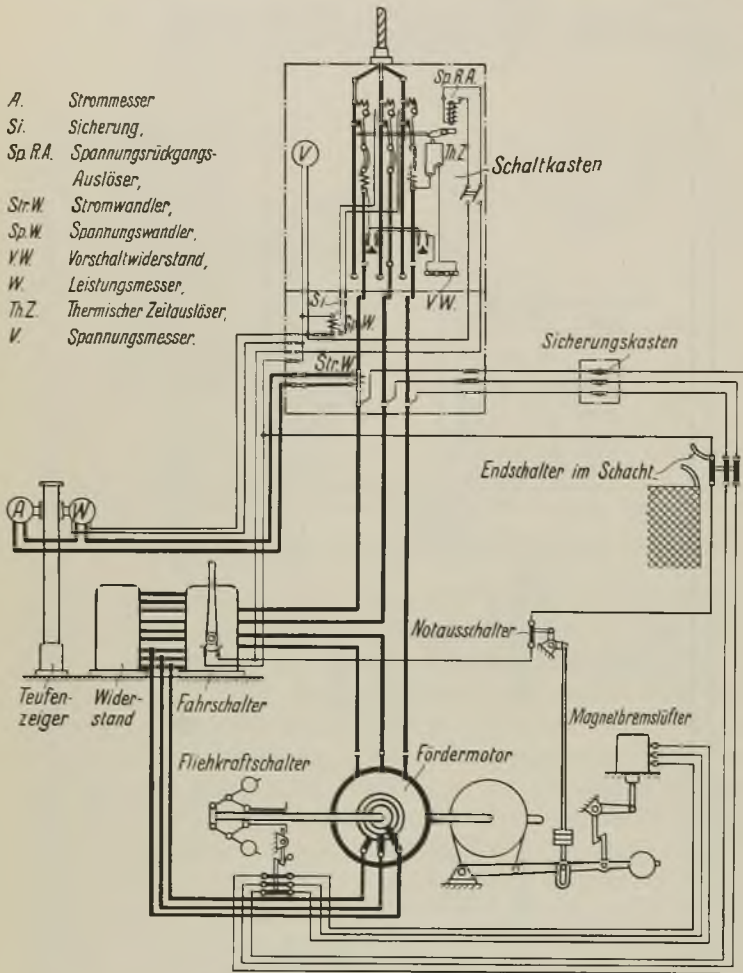 A. Strommesser
Si. Sicherung,
Sp.R.A. Spannungsrückgangs-
Auslöser,
Str.W. Stromwandler,
Sp.W. Spannungswandler,
V.W. Vorschaltwiderstand,
W. Leistungsmesser,
Th.Z. Thermischer Zeitauslöser,
V. Spannungsmesser.
Sp.R.A.
V
Th.Z
Schaltkasten
Si.
V.W.
Sp.W.
Str.W.
Sicherungskasten
Endschalter im Schacht
A
W
Notausschalter
Teufen-
zeiger
Wider-
stand
Fahrschalter
Magnetbremslüfter
Fliehkraftschalter
Fördermotor